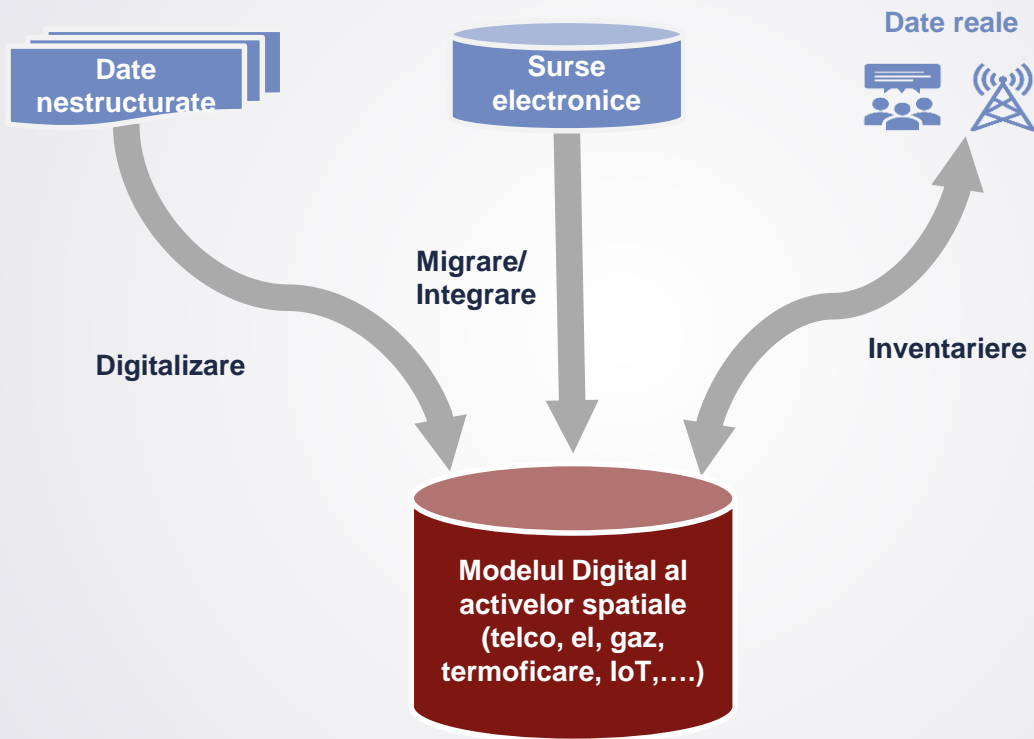 Date
nestructurate
Surse
electronice
Date reale
Migrare/
Integrare
Digitalizare
Inventariere
Modelul Digital al
activelor spatiale
(telco, el, gaz,
termoficare, IoT,….)